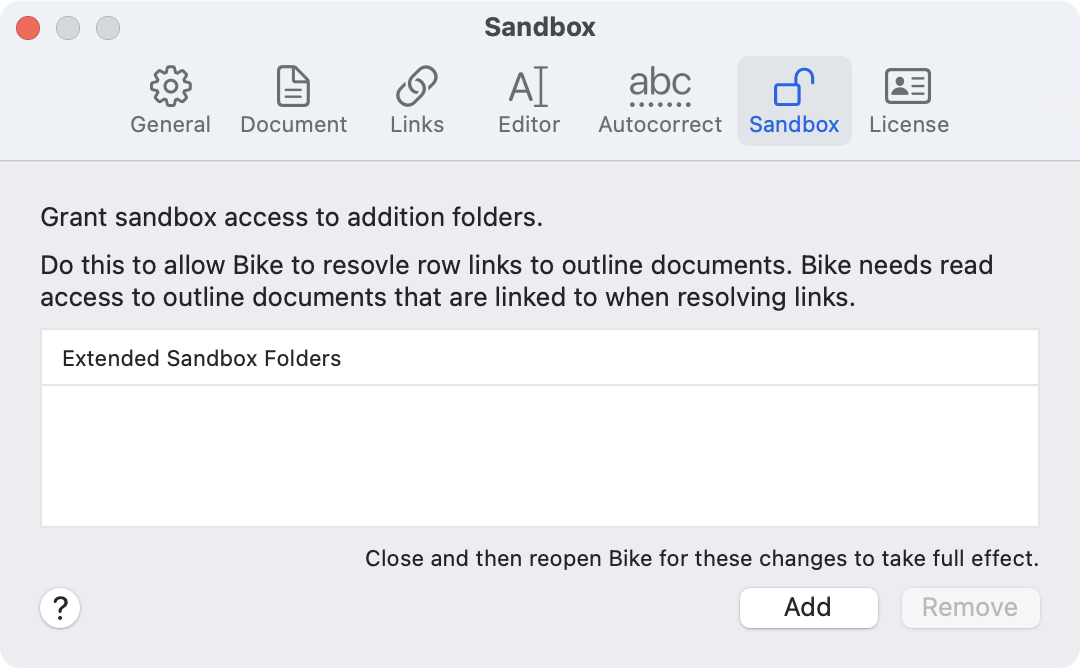 Sandbox
General
Document
abc
Links
AI
Editor
Autocorrect
Sandbox
License
Grant sandbox access to addition folders.
Do this to allow Bike to resovle row links to outline documents. Bike needs read
access to outline documents that are linked to when resolving links.
Extended Sandbox Folders
Close and then reopen Bike for these changes to take full effect.
?
Add
Remove